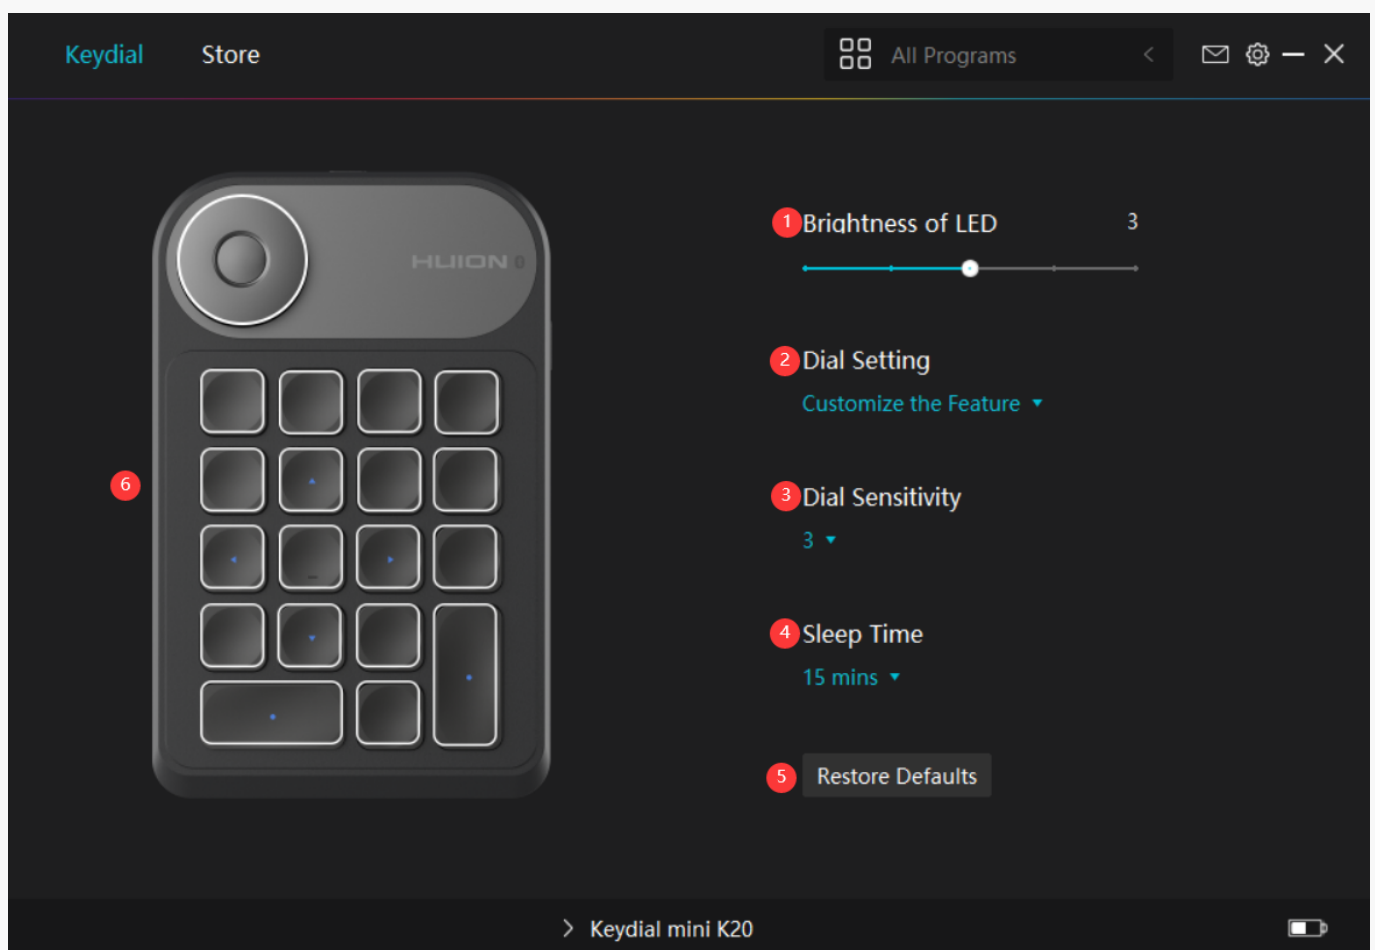 Keydial
Store
All Programs
HUION
1 Brightness of LED 3
2 Dial Setting
Customize the Feature
3 Dial Sensitivity
3
4 Sleep Time
15 mins
5 Restore Defaults
6
Keydial mini K20